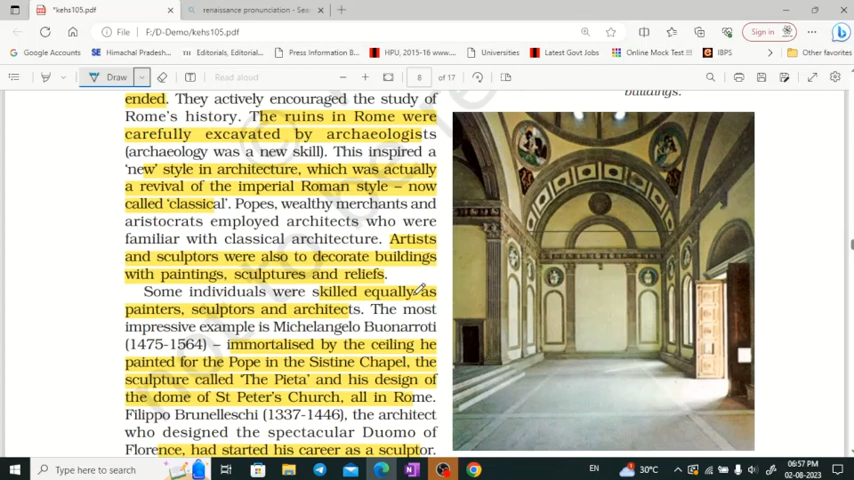 *kehs105.pdf
renaissance pronunciation - Sea
File
D:/D-Demo/kehs105.pdf
Sign in
Google Accounts
Himachal Pradesh...
Editorials, Editorial...
Press Information B...
HPU, 2015-16 www....
Universities
Latest Govt Jobs
Online Mock Test !!...
IBPS
Other favorites
Draw
Read aloud
8
of 17
ended. They actively encouraged the study of
Rome's history. The ruins in Rome were
carefully excavated by archaeologists
(archaeology was a new skill). This inspired a
'new' style in architecture, which was actually
a revival of the imperial Roman style – now
called 'classical'. Popes, wealthy merchants and
aristocrats employed architects who were
familiar with classical architecture. Artists
and sculptors were also to decorate buildings
with paintings, sculptures and reliefs.
Some individuals were skilled equally as
painters, sculptors and architects. The most
impressive example is Michelangelo Buonarroti
(1475-1564) – immortalised by the ceiling he
painted for the Pope in the Sistine Chapel, the
sculpture called 'The Pieta' and his design of
the dome of St Peter's Church, all in Rome.
Filippo Brunelleschi (1337-1446), the architect
who designed the spectacular Duomo of
Florence, had started his career as a sculptor.
buildings.
Type here to search
30°C
EN
06:57 PM
02-08-2023